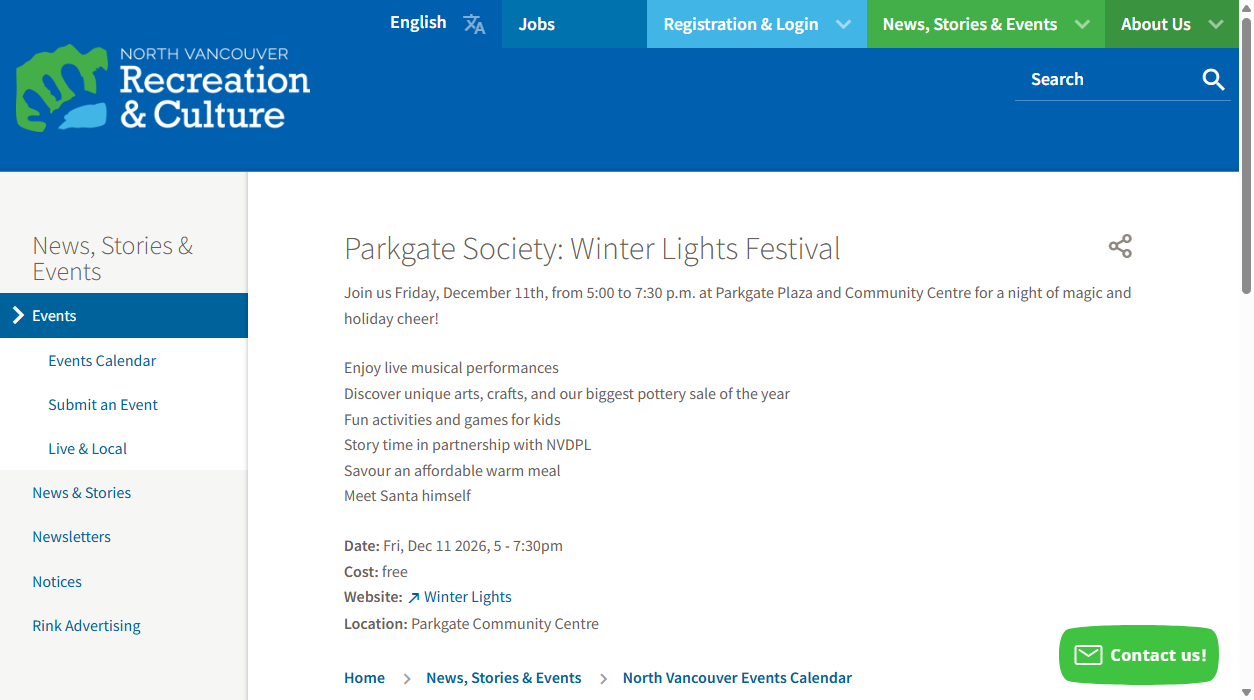 English
Jobs
Registration & Login
News, Stories & Events
About Us
NORTH VANCOUVER
Recreation
& Culture
Search
News, Stories &
Events
Events
Events Calendar
Submit an Event
Live & Local
News & Stories
Newsletters
Notices
Rink Advertising
Parkgate Society: Winter Lights Festival
Join us Friday, December 11th, from 5:00 to 7:30 p.m. at Parkgate Plaza and Community Centre for a night of magic and
holiday cheer!
Enjoy live musical performances
Discover unique arts, crafts, and our biggest pottery sale of the year
Fun activities and games for kids
Story time in partnership with NVDPL
Savour an affordable warm meal
Meet Santa himself
Date: Fri, Dec 11 2026, 5 - 7:30pm
Cost: free
Website: Winter Lights
Location: Parkgate Community Centre
Home > News, Stories & Events > North Vancouver Events Calendar
Contact us!